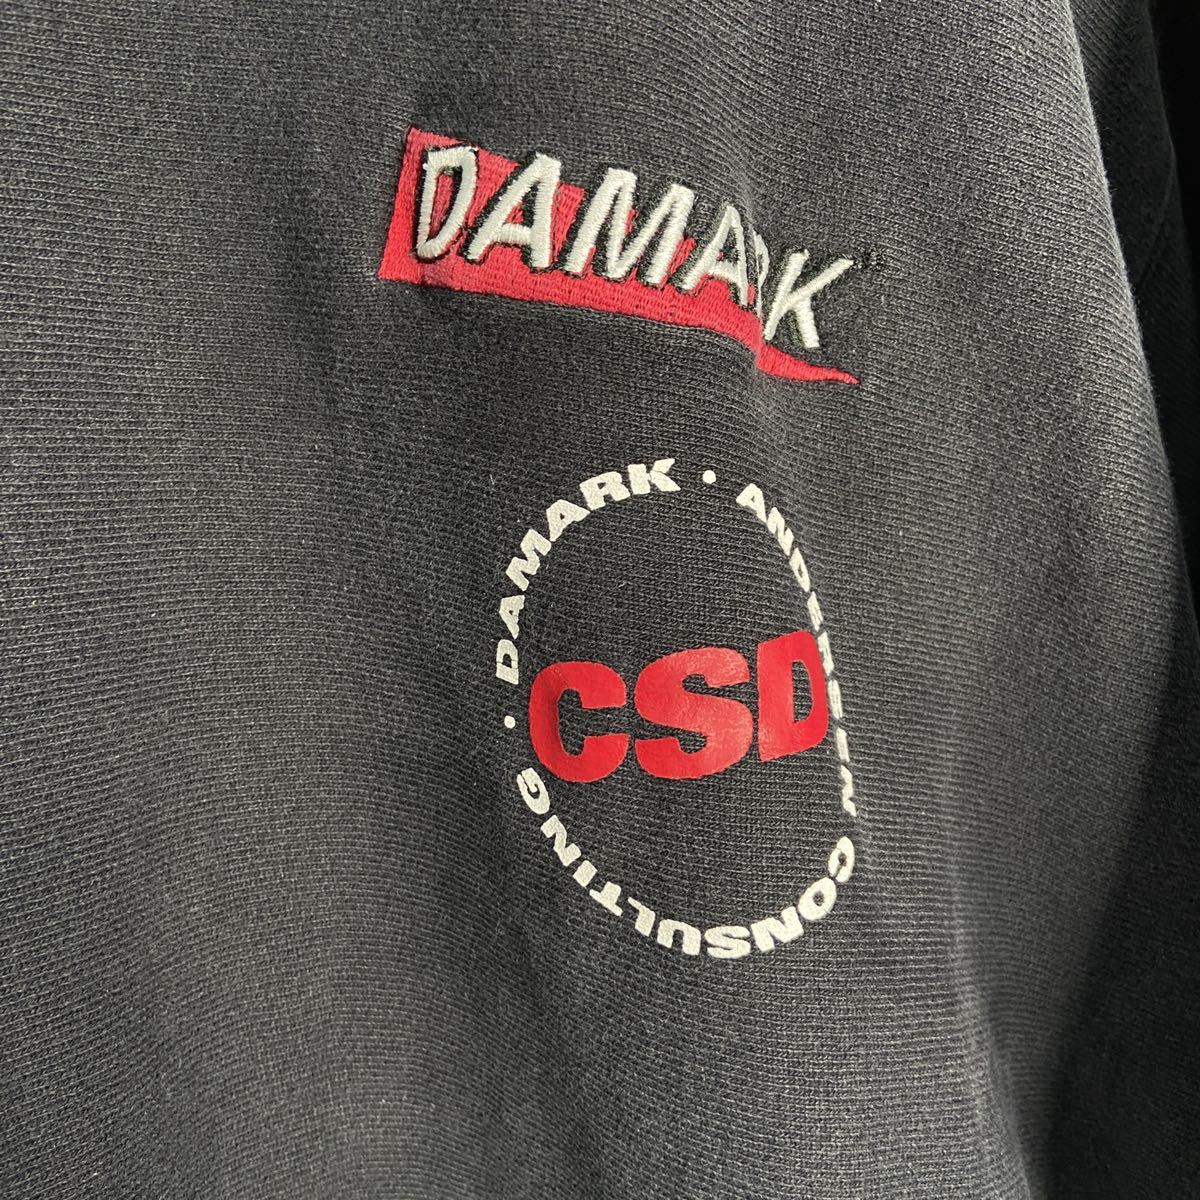 DAMARK
DAMARK · ANDERSEN CONSULTING ·
CSD